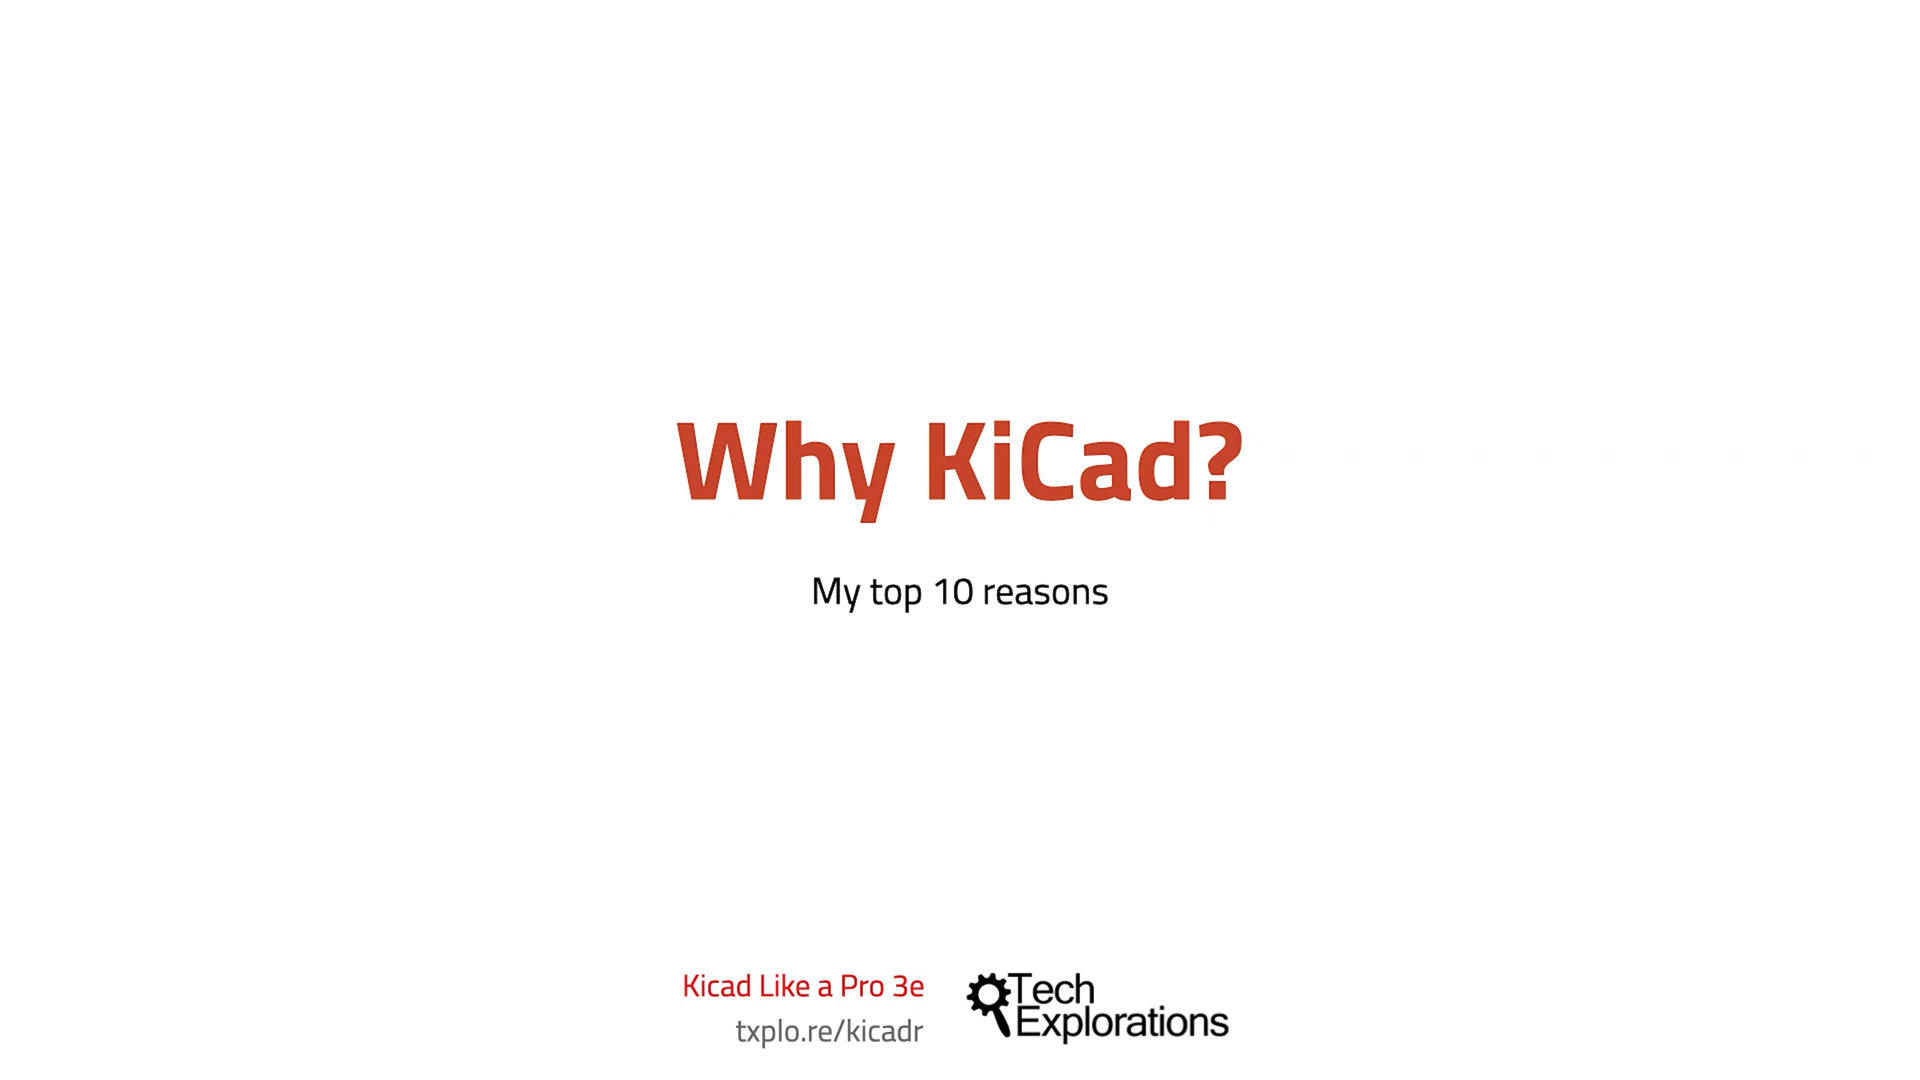 Why KiCad?
My top 10 reasons
Kicad Like a Pro 3e
txplo.re/kicadr
Tech
Explorations